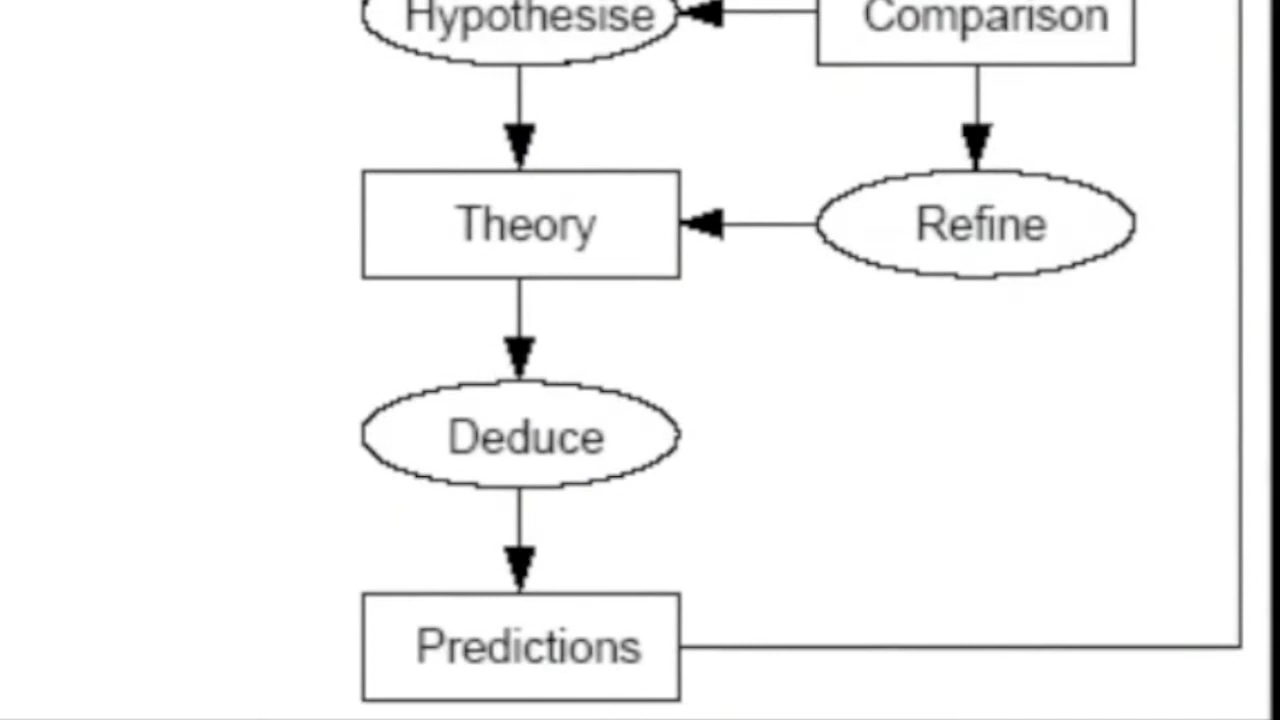 Hypothesise
Comparison
Theory
Refine
Deduce
Predictions